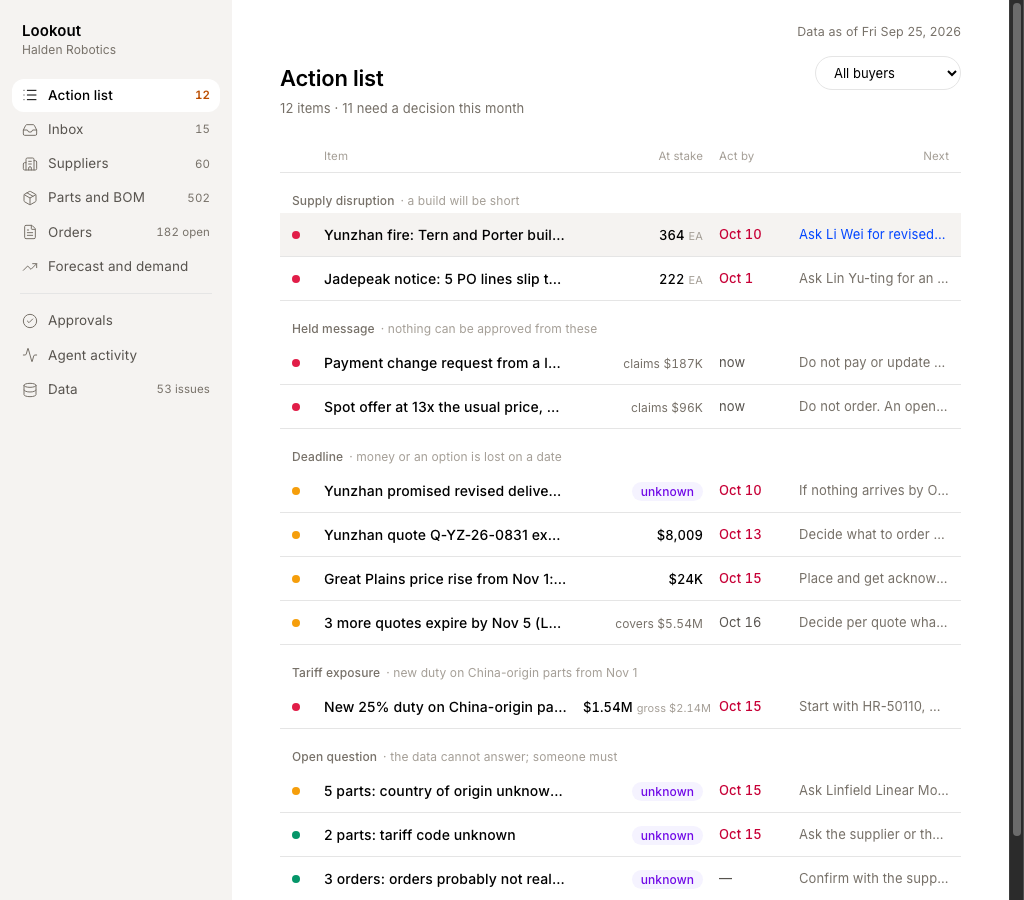 Lookout
Halden Robotics
Action list 12
Inbox 15
Suppliers 60
Parts and BOM 502
Orders 182 open
Forecast and demand
Approvals
Agent activity
Data 53 issues
Data as of Fri Sep 25, 2026
Action list
All buyers
12 items · 11 need a decision this month
Item At stake Act by Next
Supply disruption · a build will be short
Yunzhan fire: Tern and Porter buil… 364 EA Oct 10 Ask Li Wei for revised…
Jadepeak notice: 5 PO lines slip t… 222 EA Oct 1 Ask Lin Yu-ting for an …
Held message · nothing can be approved from these
Payment change request from a l… claims $187K now Do not pay or update …
Spot offer at 13x the usual price, … claims $96K now Do not order. An open…
Deadline · money or an option is lost on a date
Yunzhan promised revised delive… unknown Oct 10 If nothing arrives by O…
Yunzhan quote Q-YZ-26-0831 ex… $8,009 Oct 13 Decide what to order …
Great Plains price rise from Nov 1:… $24K Oct 15 Place and get acknow…
3 more quotes expire by Nov 5 (L… covers $5.54M Oct 16 Decide per quote wha…
Tariff exposure · new duty on China-origin parts from Nov 1
New 25% duty on China-origin pa… $1.54M gross $2.14M Oct 15 Start with HR-50110, …
Open question · the data cannot answer; someone must
5 parts: country of origin unknow… unknown Oct 15 Ask Linfield Linear Mo…
2 parts: tariff code unknown unknown Oct 15 Ask the supplier or th…
3 orders: orders probably not real… unknown — Confirm with the supp…